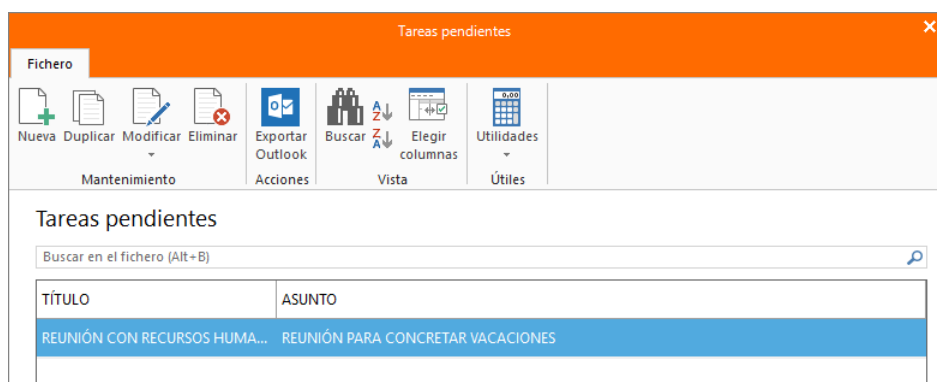 Tareas pendientes
Fichero
Nueva Duplicar Modificar Eliminar Exportar Outlook Buscar Elegir columnas Utilidades
Mantenimiento Acciones Vista Útiles
Tareas pendientes
Buscar en el fichero (Alt+B)
TÍTULO ASUNTO
REUNIÓN CON RECURSOS HUMA... REUNIÓN PARA CONCRETAR VACACIONES